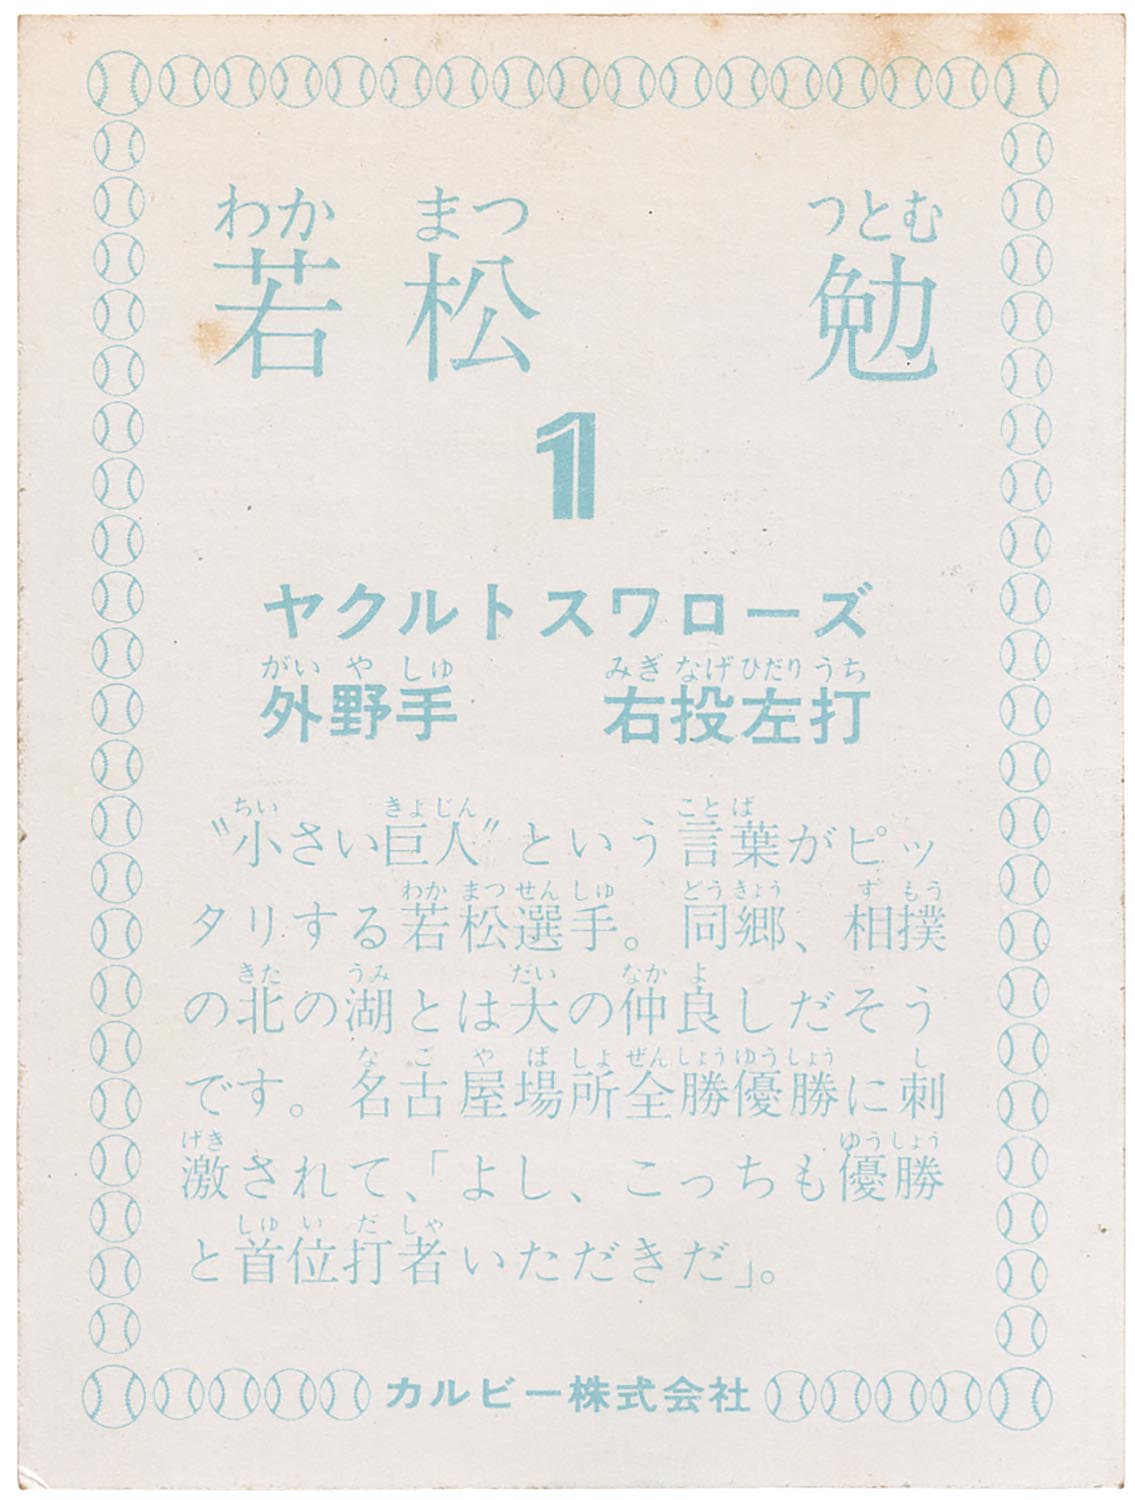 わか まつ つとむ
若松 勉
1
ヤクルトスワローズ
がいやしゅ みぎなげひだりうち
外野手 右投左打
ちい きょじん ことば
〝小さい巨人〟という言葉がピッ
わかまつせんしゅ どうきょう すもう
タリする若松選手。同郷、相撲
きた うみ だい なかよ
の北の湖とは大の仲良しだそう
なごやばしょぜんしょうゆうしょう し
です。名古屋場所全勝優勝に刺
げき ゆうしょう
激されて、「よし、こっちも優勝
しゅいだしゃ
と首位打者いただきだ」。
カルビー株式会社